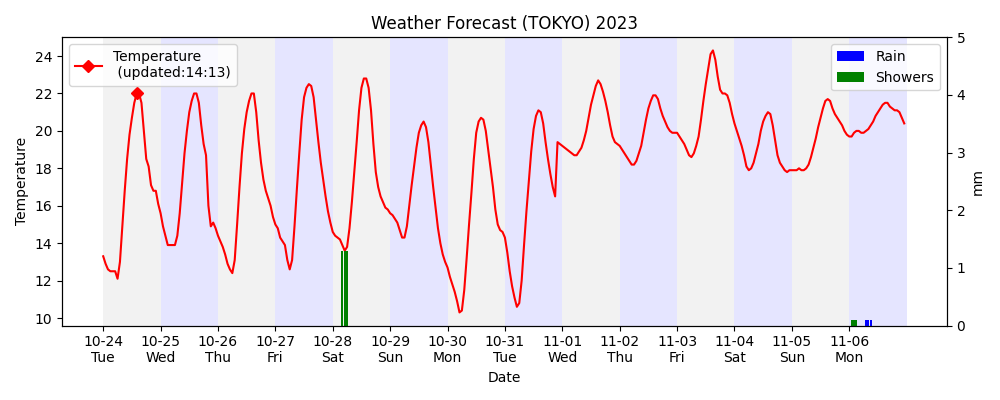 Weather Forecast (TOKYO) 2023
Temperature
(updated:14:13)
Rain
Showers
Temperature
24
22
20
18
16
14
12
10
5
4
3
2
1
0
mm
10-24 10-25 10-26 10-27 10-28 10-29 10-30 10-31 11-01 11-02 11-03 11-04 11-05 11-06
Tue Wed Thu Fri Sat Sun Mon Tue Wed Thu Fri Sat Sun Mon
Date